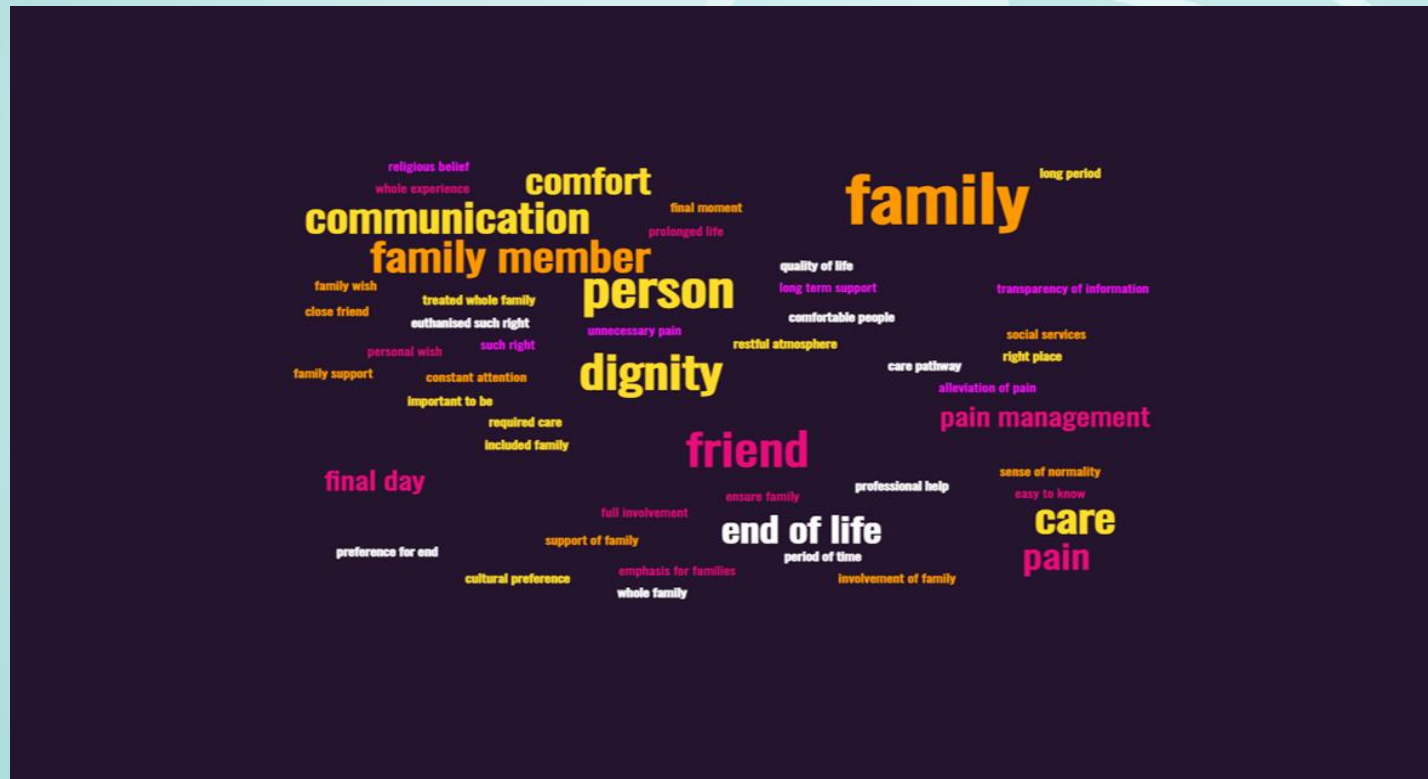 religious belief
whole experience
comfort
long period
family
final moment
communication
prolonged life
family member
quality of life
person
family wish
long term support
transparency of information
close friend
treated whole family
comfortable people
euthanised such right
unnecessary pain
social services
such right
restful atmosphere
personal wish
right place
care pathway
family support
constant attention
dignity
alleviation of pain
important to be
pain management
required care
included family
friend
final day
sense of normality
professional help
ensure family
easy to know
full involvement
care
end of life
support of family
preference for end
period of time
pain
emphasis for families
cultural preference
involvement of family
whole family